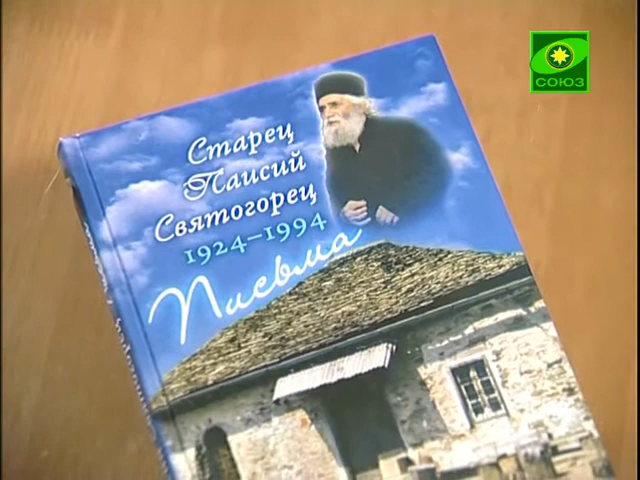 Старец
Паисий
Святогорец
1924–1994
Письма
СОЮЗ